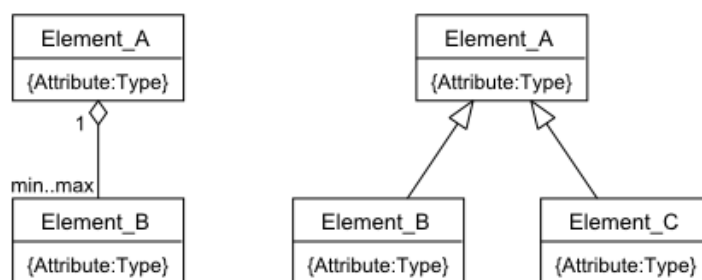 Element_A
{Attribute:Type}
1
min..max
Element_B
{Attribute:Type}
Element_A
{Attribute:Type}
Element_B
{Attribute:Type}
Element_C
{Attribute:Type}